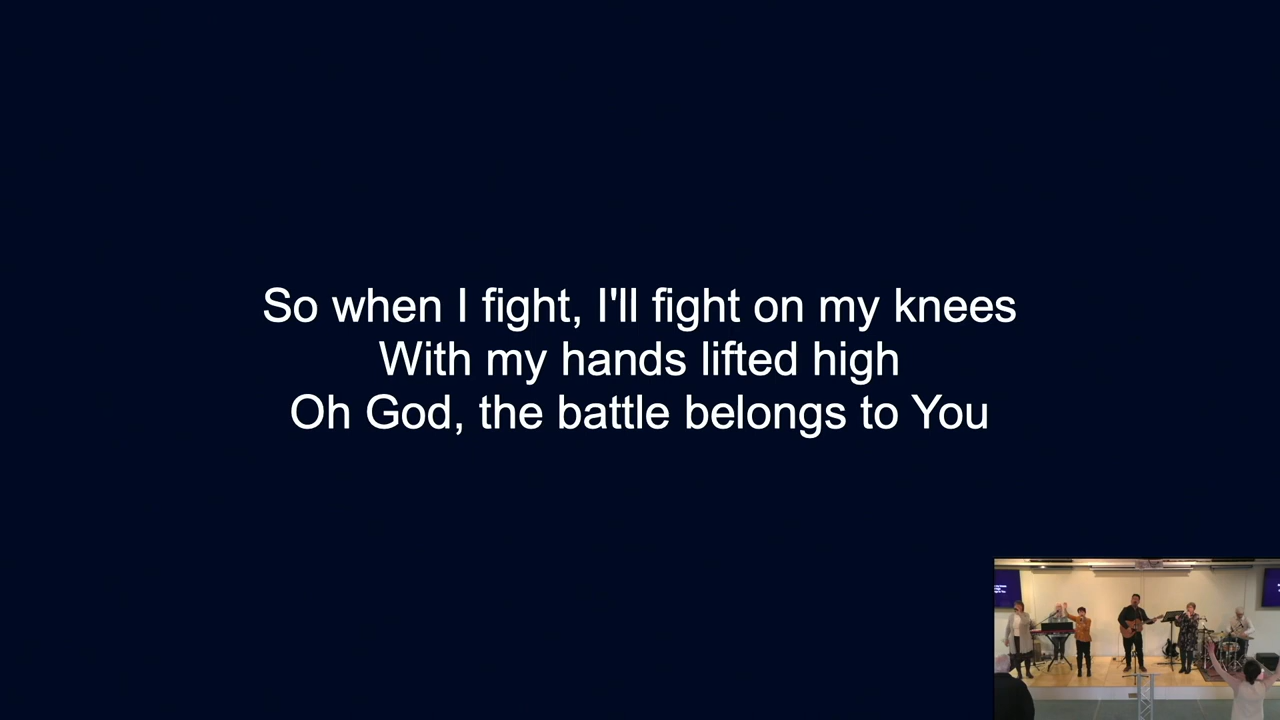 So when I fight, I'll fight on my knees
With my hands lifted high
Oh God, the battle belongs to You